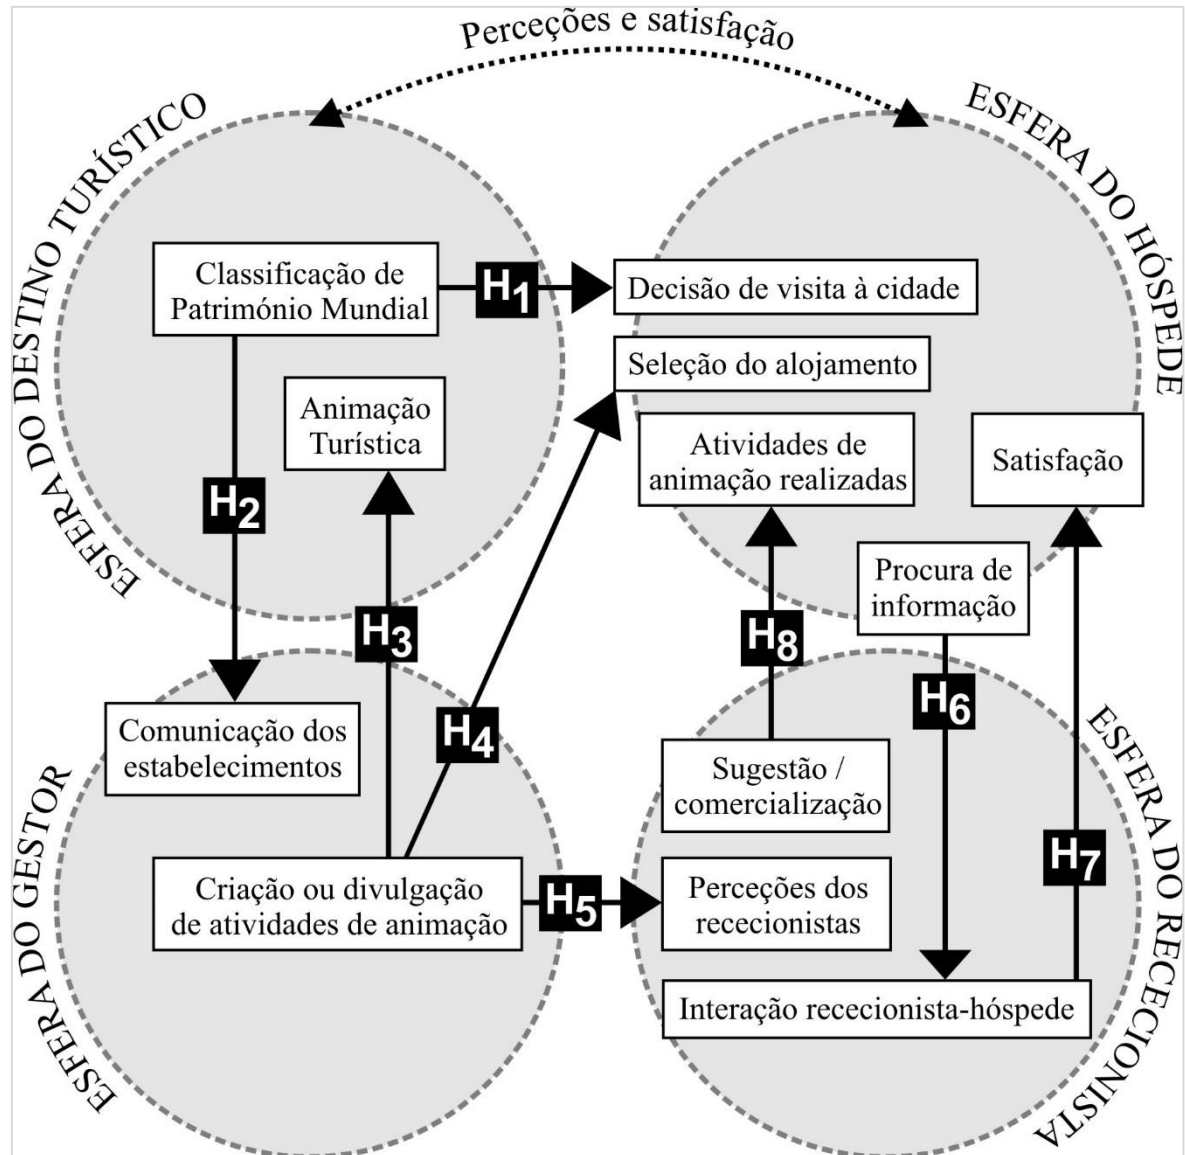 Perceções e satisfação
ESFERA DO DESTINO TURÍSTICO
ESFERA DO HÓSPEDE
Classificação de
Património Mundial
H1
Decisão de visita à cidade
Seleção do alojamento
Animação
Turística
Atividades de
animação realizadas
Satisfação
H2
Procura de
informação
H3
H8
H6
H4
Comunicação dos
estabelecimentos
Sugestão /
comercialização
ESFERA DO GESTOR
ESFERA DO RECECIONISTA
H7
Criação ou divulgação
de atividades de animação
H5
Perceções dos
rececionistas
Interação rececionista-hóspede